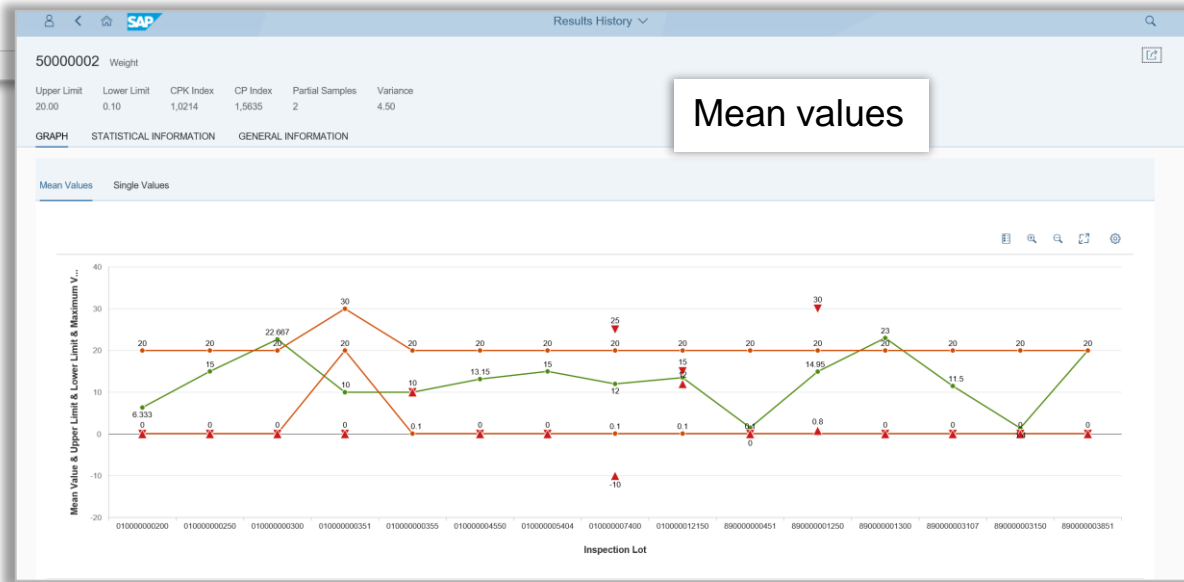 SAP
Results History
50000002 Weight
Mean values
Upper Limit Lower Limit CPK Index CP Index Partial Samples Variance
20.00 0.10 1,0214 1,5635 2 4.50
GRAPH STATISTICAL INFORMATION GENERAL INFORMATION
Mean Values Single Values
Mean Value & Upper Limit & Lower Limit & Maximum V...
40
30
20
10
0
-10
-20
30
25
30
22.667
23
20 20 20 20 20 20 20 20 20 20 20 20 20 20 20
15
13.15
15
15
14.95
10
10
12
11.5
6.333
0 0 0 0 0.1 0 0 0.1 0.1 0.8 0 0 0
0
-10
010000000200 010000000250 010000000300 010000000351 010000000355 010000004550 010000005404 010000007400 010000012150 890000000451 890000001250 890000001300 890000003107 890000003150 890000003851
Inspection Lot